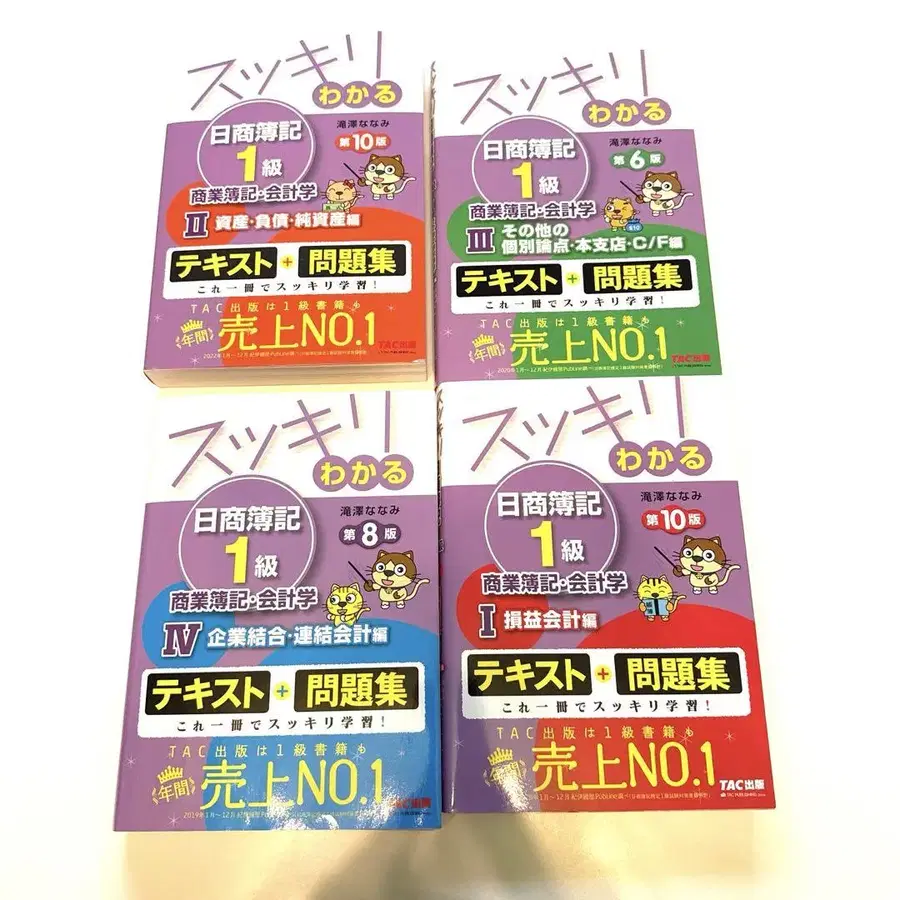 スッキリ
わかる
日商簿記
1級
滝澤ななみ
第10版
商業簿記・会計学
Ⅱ 資産・負債・純資産編
テキスト+問題集
これ一冊でスッキリ学習!
TAC出版は1級書籍も
年間 売上NO.1
TAC出版
スッキリ
わかる
日商簿記
1級
滝澤ななみ
第6版
商業簿記・会計学
Ⅲ その他の
個別論点・本支店・C/F編
テキスト+問題集
これ一冊でスッキリ学習!
TAC出版は1級書籍も
年間 売上NO.1
TAC出版
スッキリ
わかる
日商簿記
1級
滝澤ななみ
第8版
商業簿記・会計学
Ⅳ 企業結合・連結会計編
テキスト+問題集
これ一冊でスッキリ学習!
TAC出版は1級書籍も
年間 売上NO.1
TAC出版
スッキリ
わかる
日商簿記
1級
滝澤ななみ
第10版
商業簿記・会計学
Ⅰ 損益会計編
テキスト+問題集
これ一冊でスッキリ学習!
TAC出版は1級書籍も
年間 売上NO.1
TAC出版